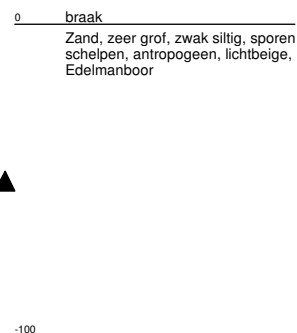 0 braak
Zand, zeer grof, zwak siltig, sporen
schelpen, antropogeen, lichtbeige,
Edelmanboor
-100